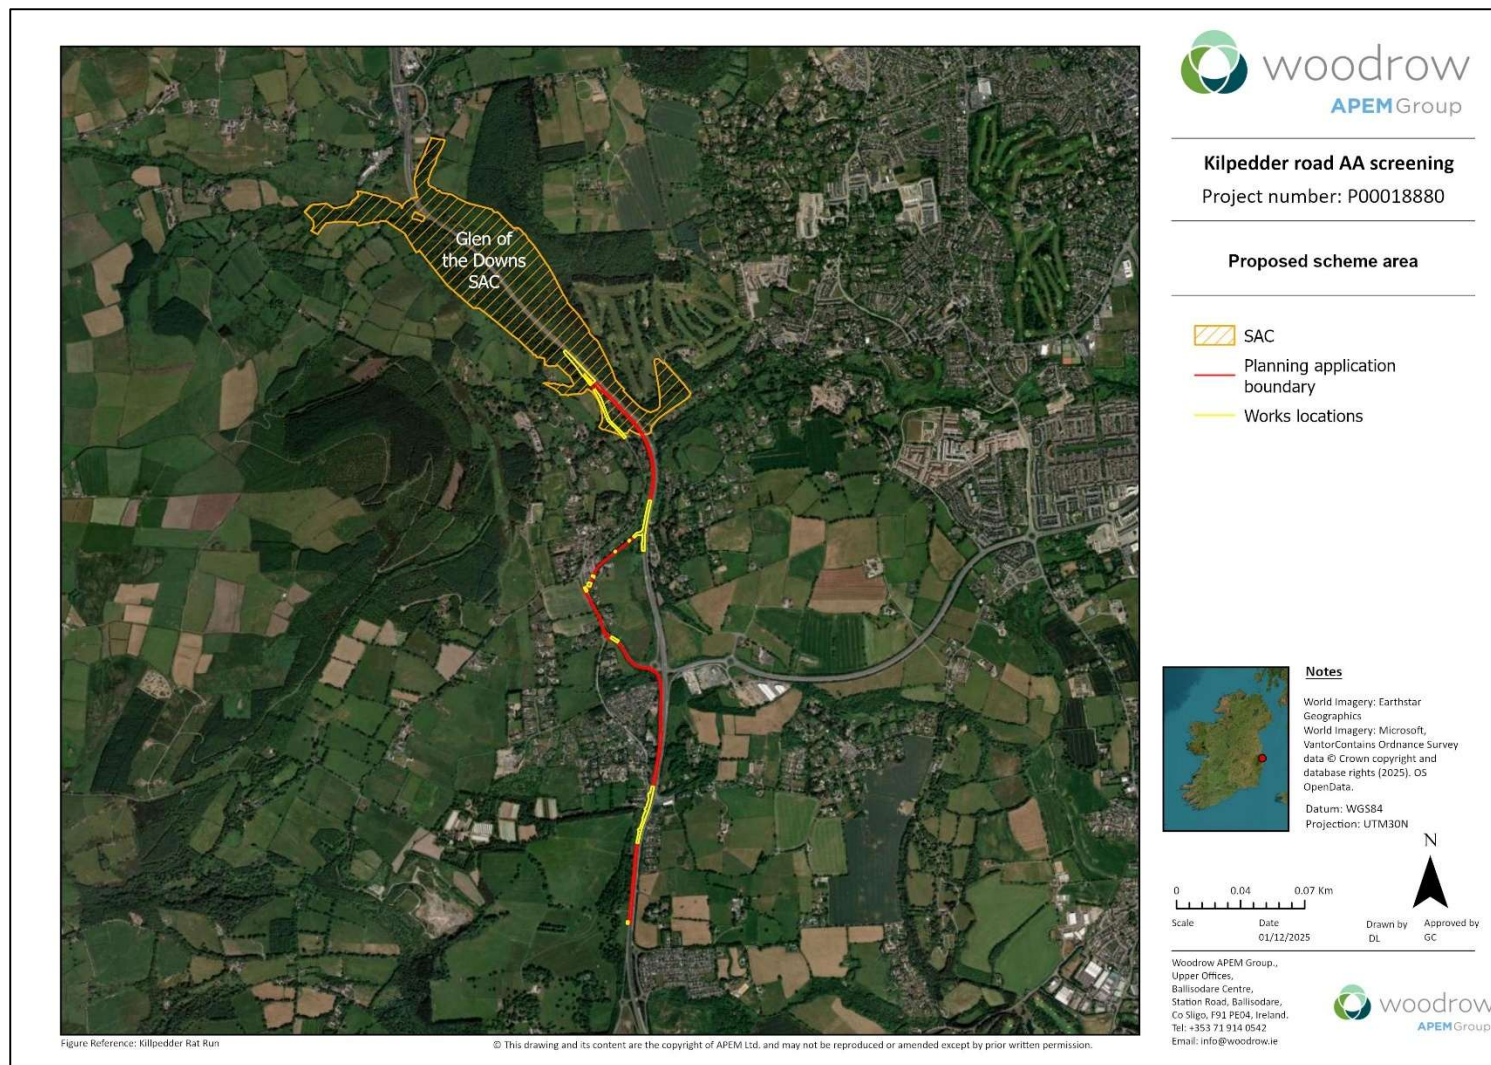 Glen of
the Downs
SAC
woodrow
APEMGroup
Kilpedder road AA screening
Project number: P00018880
Proposed scheme area
SAC
Planning application
boundary
Works locations
Notes
World Imagery: Earthstar
Geographics
World Imagery: Microsoft,
VantorContains Ordnance Survey
data © Crown copyright and
database rights (2025). OS
OpenData.
Datum: WGS84
Projection: UTM30N
N
0 0.04 0.07 Km
Scale Date Drawn by Approved by
01/12/2025 DL GC
Woodrow APEM Group.,
Upper Offices,
Ballisodare Centre,
Station Road, Ballisodare,
Co Sligo, F91 PE04, Ireland.
Tel: +353 71 914 0542
Email: info@woodrow.ie
woodrow
APEMGroup
Figure Reference: Killpedder Rat Run
© This drawing and its content are the copyright of APEM Ltd. and may not be reproduced or amended except by prior written permission.